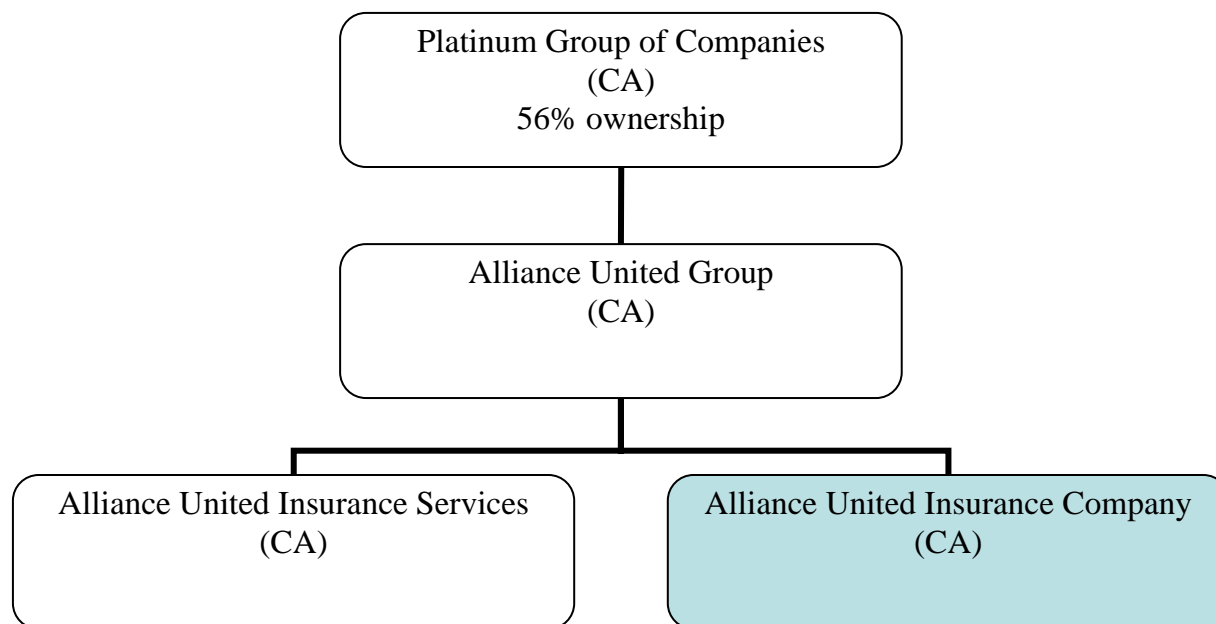 Platinum Group of Companies
(CA)
56% ownership
Alliance United Group
(CA)
Alliance United Insurance Services
(CA)
Alliance United Insurance Company
(CA)